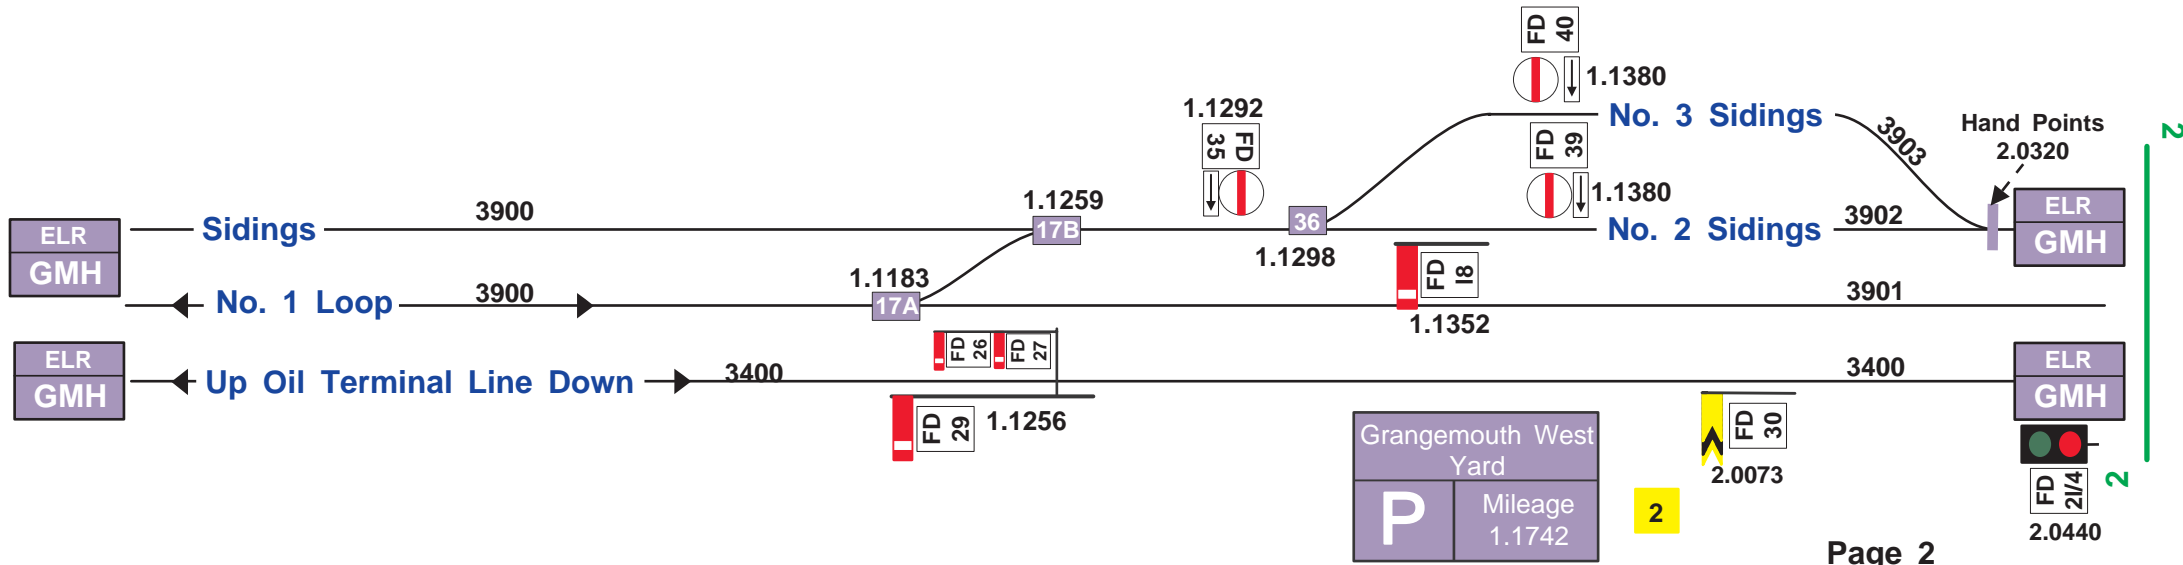 FD
40
1.1380
No. 3 Sidings
1.1292
FD
35
FD
39
1.1380
3903
Hand Points
2.0320
2
ELR
GMH
Sidings
3900
1.1259
17B
36
1.1298
No. 2 Sidings
3902
ELR
GMH
No. 1 Loop
3900
1.1183
17A
FD
I8
1.1352
3901
ELR
GMH
Up Oil Terminal Line Down
3400
FD
26
FD
27
FD
29
1.1256
3400
ELR
GMH
Grangemouth West
Yard
P
Mileage
1.1742
2
FD
30
2.0073
FD
2I/4
2.0440
2
Page 2